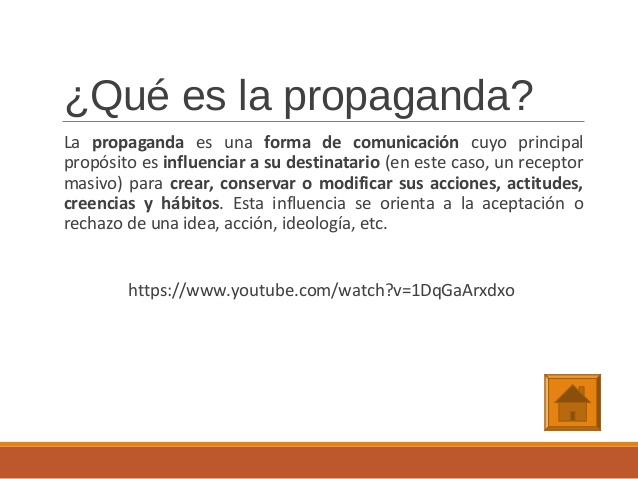 ¿Qué es la propaganda?
La propaganda es una forma de comunicación cuyo principal
propósito es influenciar a su destinatario (en este caso, un receptor
masivo) para crear, conservar o modificar sus acciones, actitudes,
creencias y hábitos. Esta influencia se orienta a la aceptación o
rechazo de una idea, acción, ideología, etc.
https://www.youtube.com/watch?v=1DqGaArxdxo